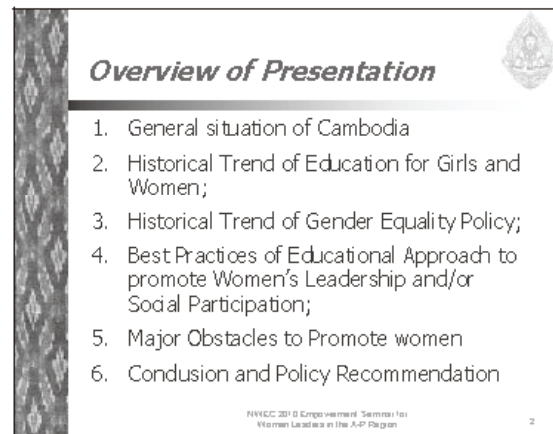 Overview of Presentation
1. General situation of Cambodia
2. Historical Trend of Education for Girls and
Women;
3. Historical Trend of Gender Equality Policy;
4. Best Practices of Educational Approach to
promote Women's Leadership and/or
Social Participation;
5. Major Obstacles to Promote women
6. Conclusion and Policy Recommendation
NWEC 2010 Empowerment Seminar for
Women Leaders in the A-P Region
2